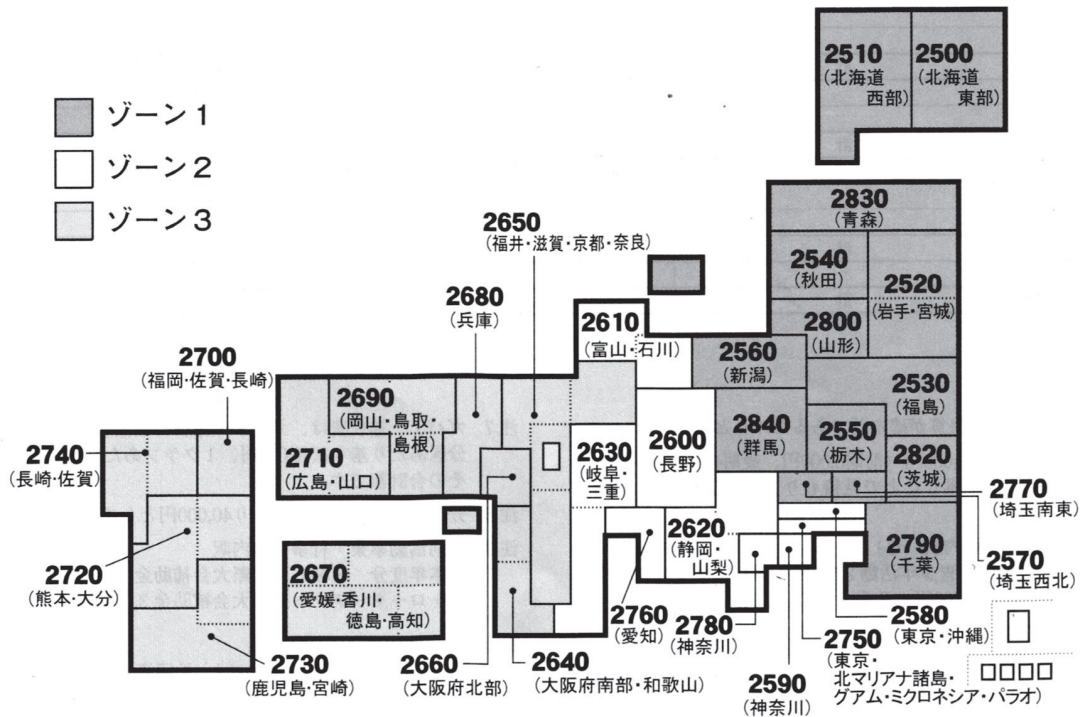 ゾーン1
ゾーン2
ゾーン3
2510
(北海道
西部)
2500
(北海道
東部)
2830
(青森)
2540
(秋田)
2520
(岩手・宮城)
2800
(山形)
2650
(福井・滋賀・京都・奈良)
2680
(兵庫)
2610
(富山・石川)
2560
(新潟)
2530
(福島)
2700
(福岡・佐賀・長崎)
2690
(岡山・鳥取・
島根)
2710
(広島・山口)
2630
(岐阜・
三重)
2600
(長野)
2840
(群馬)
2550
(栃木)
2820
(茨城)
2740
(長崎・佐賀)
2770
(埼玉南東)
2620
(静岡・
山梨)
2790
(千葉)
2570
(埼玉西北)
2720
(熊本・大分)
2670
(愛媛・香川・
徳島・高知)
2760
(愛知)
2780
(神奈川)
2580
(東京・沖縄)
2750
(東京・
北マリアナ諸島・
グアム・ミクロネシア・パラオ)
2730
(鹿児島・宮崎)
2660
(大阪府北部)
2640
(大阪府南部・和歌山)
2590
(神奈川)